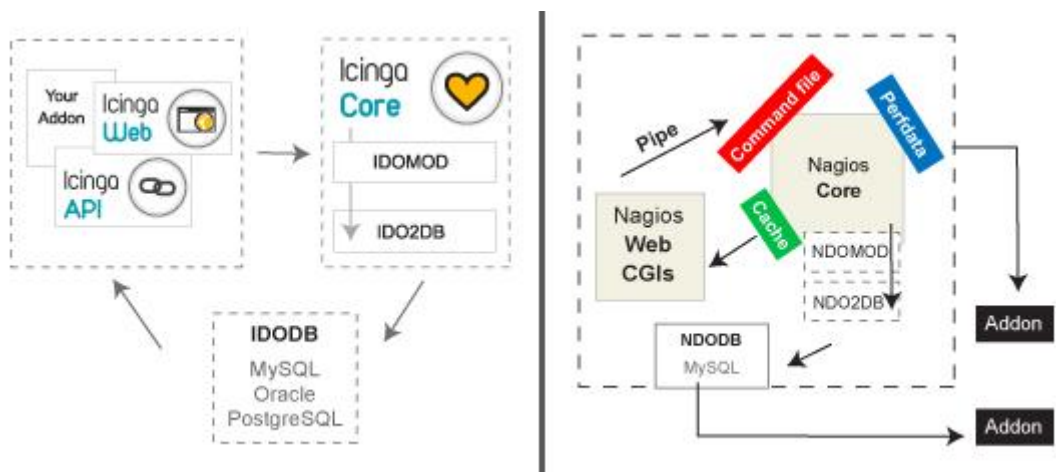 Your
Addon
Icinga
Web
Icinga
API
Icinga
Core
IDOMOD
IDO2DB
IDODB
MySQL
Oracle
PostgreSQL
Pipe
Command file
Perfdata
Nagios
Core
Cache
Nagios
Web
CGIs
NDOMOD
NDO2DB
NDODB
MySQL
Addon
Addon